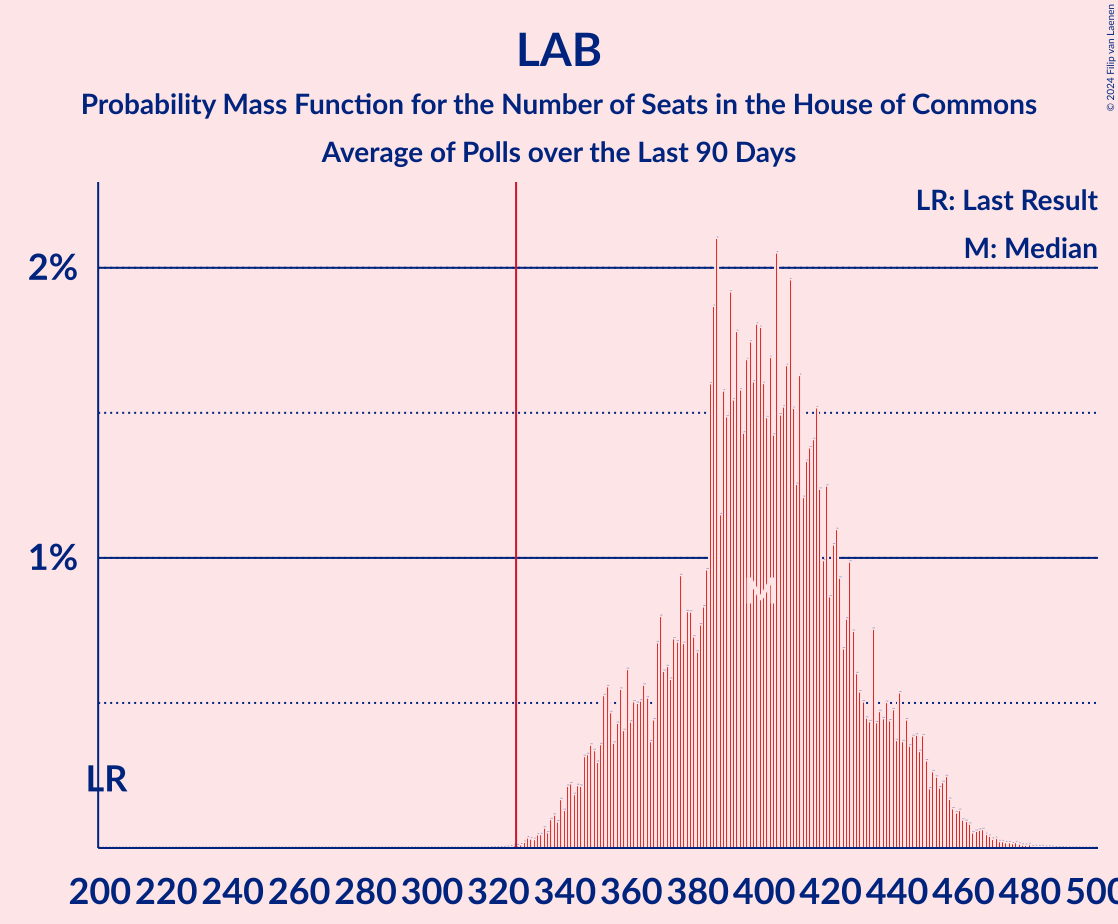 LAB
Probability Mass Function for the Number of Seats in the House of Commons
Average of Polls over the Last 90 Days
© 2024 Filip van Laenen
LR: Last Result
M: Median
2%
1%
M
LR
200 220 240 260 280 300 320 340 360 380 400 420 440 460 480 500